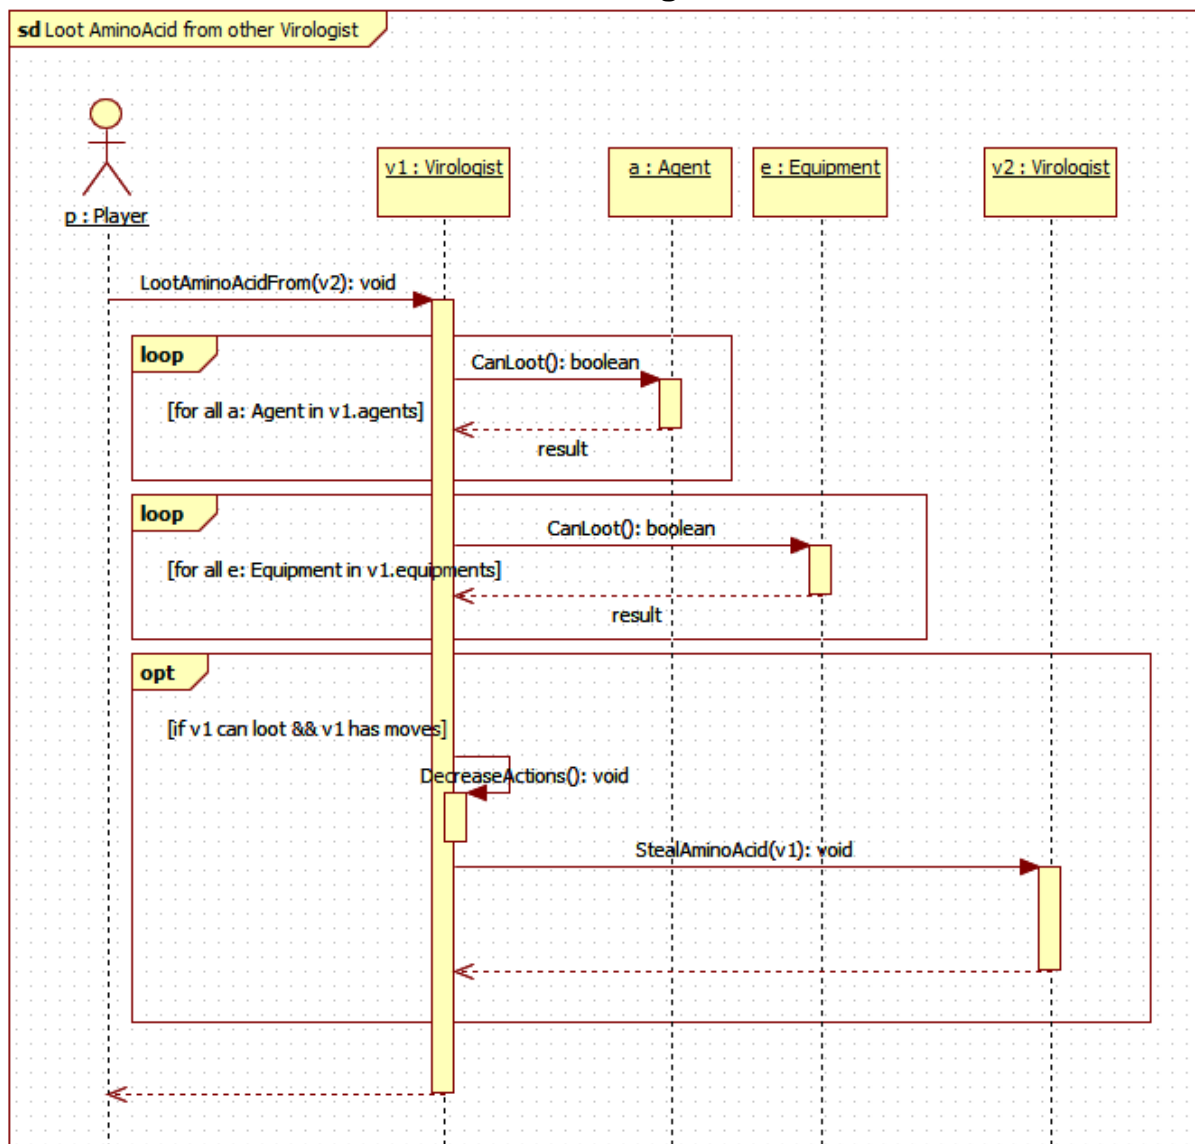 sd Loot AminoAcid from other Virologist
v1 : Virologist
a : Agent
e : Equipment
v2 : Virologist
p : Player
LootAminoAcidFrom(v2): void
loop
CanLoot(): boolean
[for all a: Agent in v1.agents]
result
loop
CanLoot(): boolean
[for all e: Equipment in v1.equipments]
result
opt
[if v1 can loot && v1 has moves]
DecreaseActions(): void
StealAminoAcid(v1): void